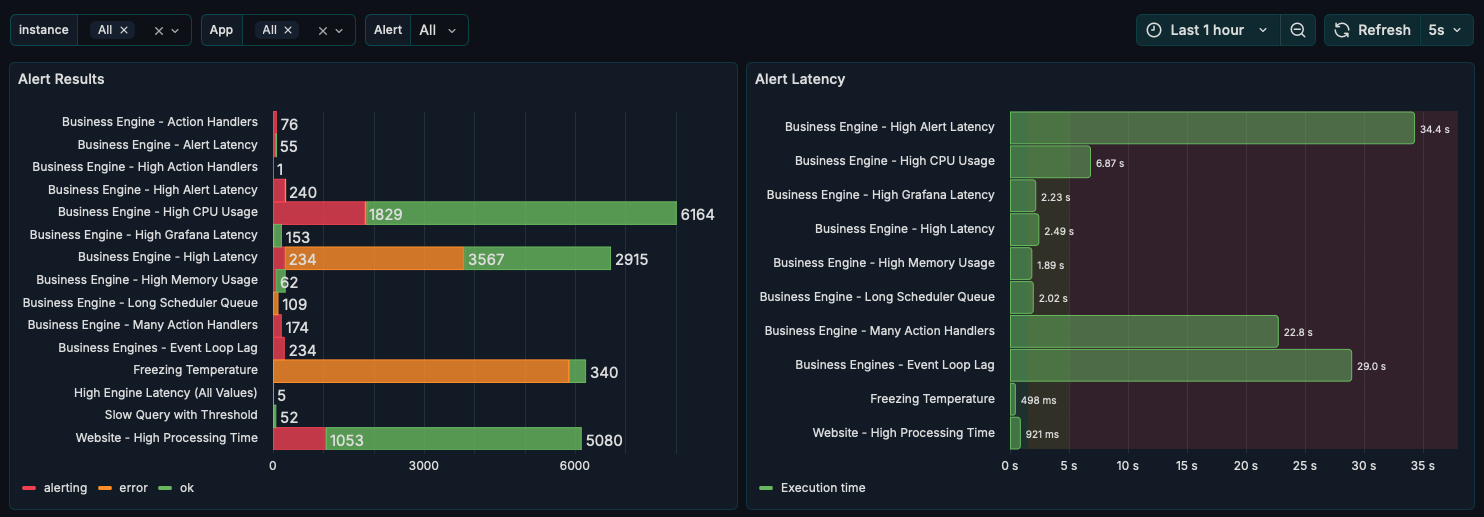 instance All App All Alert All Last 1 hour Refresh 5s
Alert Results
Business Engine - Action Handlers 76
Business Engine - Alert Latency 55
Business Engine - High Action Handlers 1
Business Engine - High Alert Latency 240
Business Engine - High CPU Usage 1829 6164
Business Engine - High Grafana Latency 153
Business Engine - High Latency 234 3567 2915
Business Engine - High Memory Usage 62
Business Engine - Long Scheduler Queue 109
Business Engine - Many Action Handlers 174
Business Engines - Event Loop Lag 234
Freezing Temperature 340
High Engine Latency (All Values) 5
Slow Query with Threshold 52
Website - High Processing Time 1053 5080
0 3000 6000
alerting error ok
Alert Latency
Business Engine - High Alert Latency 34.4 s
Business Engine - High CPU Usage 6.87 s
Business Engine - High Grafana Latency 2.23 s
Business Engine - High Latency 2.49 s
Business Engine - High Memory Usage 1.89 s
Business Engine - Long Scheduler Queue 2.02 s
Business Engine - Many Action Handlers 22.8 s
Business Engines - Event Loop Lag 29.0 s
Freezing Temperature 498 ms
Website - High Processing Time 921 ms
0 s 5 s 10 s 15 s 20 s 25 s 30 s 35 s
Execution time